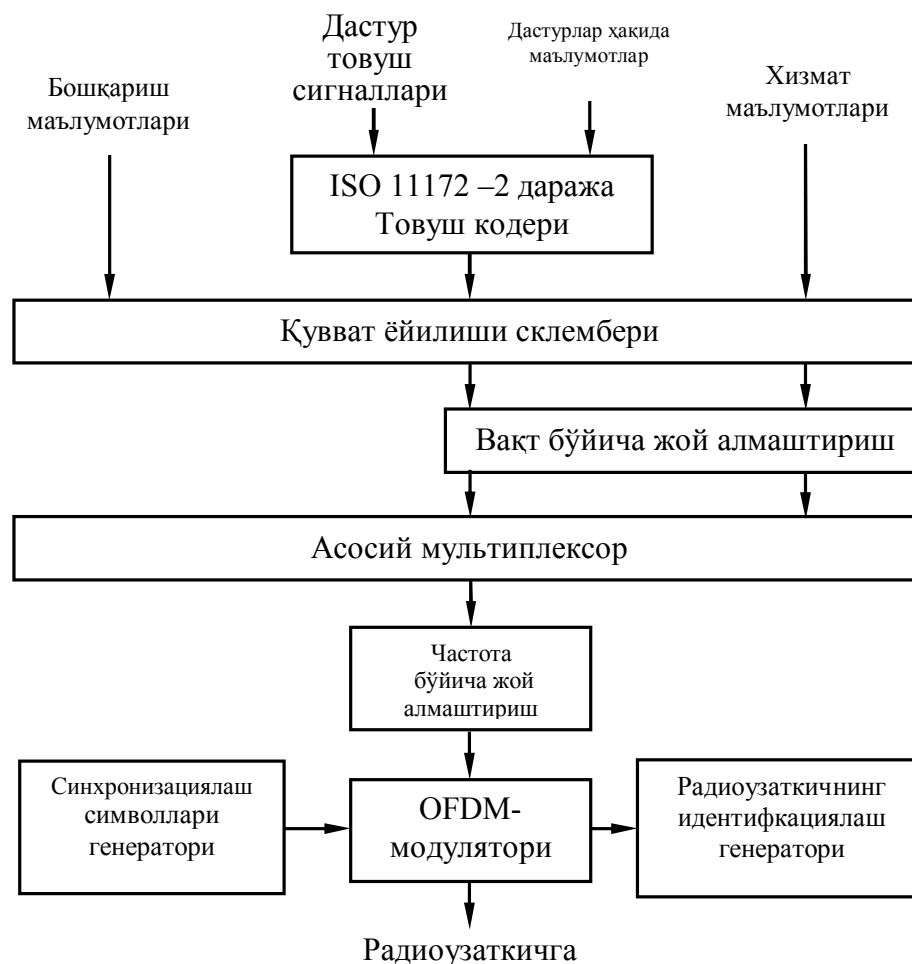 Бошқариш
маълумотлари
Дастур
товуш
сигналлари
Дастурлар ҳақида
маълумотлар
Хизмат
маълумотлари
ISO 11172 –2 даража
Товуш кодери
Қувват ёйилиши склембери
Вақт бўйича жой алмаштириш
Асосий мультиплексор
Частота
бўйича жой
алмаштириш
Синхронизациялаш
символлари
генератори
OFDM-
модулятори
Радиоузаткичнинг
идентифкациялаш
генератори
Радиоузаткичга